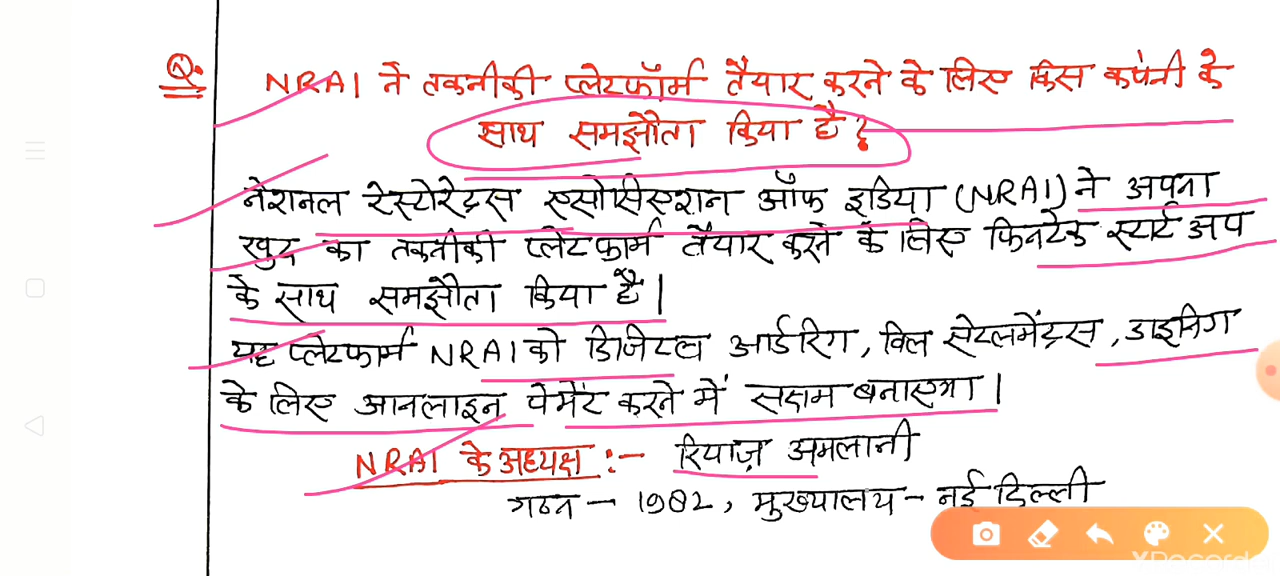 Q. NRAI ने तकनीकी प्लेटफॉर्म तैयार करने के लिए किस कंपनी के
साथ समझौता किया है?
नेशनल रेस्टोरेंट्स एसोसिएशन ऑफ इंडिया (NRAI) ने अपना
खुद का तकनीकी प्लेटफार्म तैयार करने के लिए फिनटेक स्टार्ट अप
के साथ समझौता किया है।
यह प्लेटफार्म NRAI को डिजिटल आर्डरिंग, बिल सेटलमेंट्स, डाइनिंग
के लिए ऑनलाइन पेमेंट करने में सक्षम बनाएगा।
NRAI के अध्यक्ष :- रियाज़ अमलानी
गठन - 1982, मुख्यालय - नई दिल्ली
XRecorder